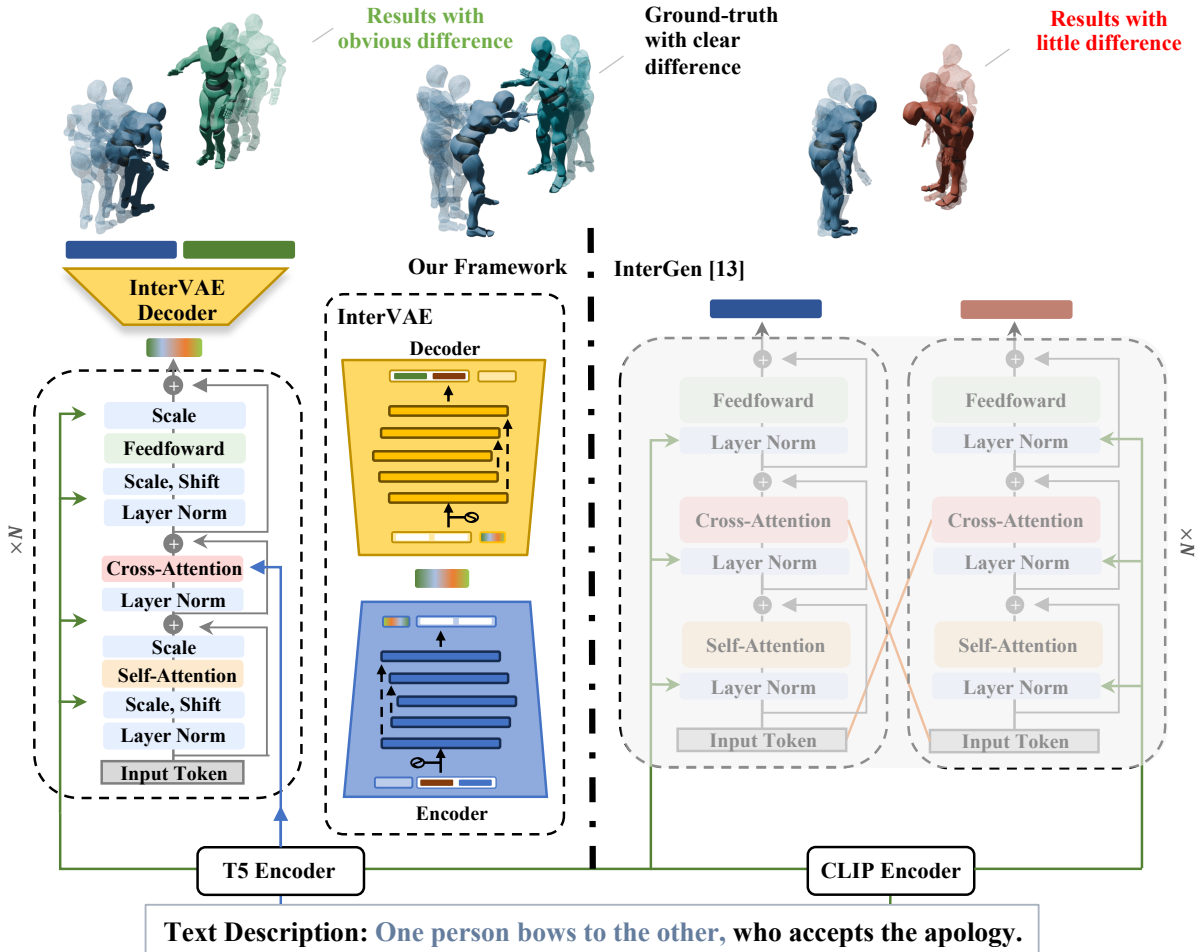 Results with
obvious difference
Ground-truth
with clear
difference
Results with
little difference
Our Framework
InterGen [13]
InterVAE
Decoder
+
Scale
Feedfoward
Scale, Shift
Layer Norm
+
Cross-Attention
Layer Norm
+
Scale
Self-Attention
Scale, Shift
Layer Norm
Input Token
×N
InterVAE
Decoder
Encoder
+
Feedfoward
Layer Norm
+
Cross-Attention
Layer Norm
+
Self-Attention
Layer Norm
Input Token
+
Feedfoward
Layer Norm
+
Cross-Attention
Layer Norm
+
Self-Attention
Layer Norm
Input Token
×N
T5 Encoder
CLIP Encoder
Text Description: One person bows to the other, who accepts the apology.